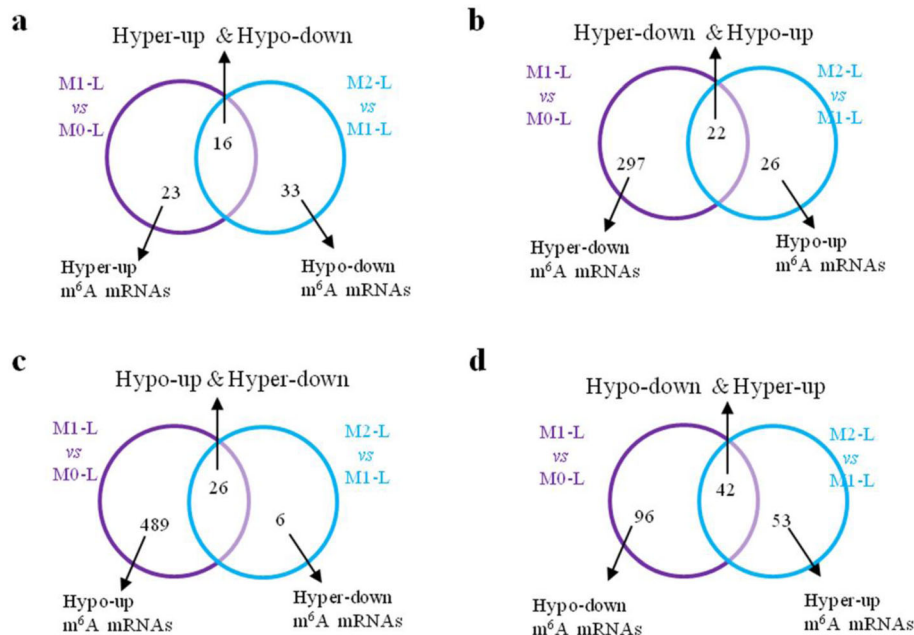 a
Hyper-up & Hypo-down
M1-L
vs
M0-L
M2-L
vs
M1-L
16
23
33
Hyper-up
m⁶A mRNAs
Hypo-down
m⁶A mRNAs
b
Hyper-down & Hypo-up
M1-L
vs
M0-L
M2-L
vs
M1-L
22
297
26
Hyper-down
m⁶A mRNAs
Hypo-up
m⁶A mRNAs
c
Hypo-up & Hyper-down
M1-L
vs
M0-L
M2-L
vs
M1-L
26
489
6
Hypo-up
m⁶A mRNAs
Hyper-down
m⁶A mRNAs
d
Hypo-down & Hyper-up
M1-L
vs
M0-L
M2-L
vs
M1-L
42
96
53
Hypo-down
m⁶A mRNAs
Hyper-up
m⁶A mRNAs